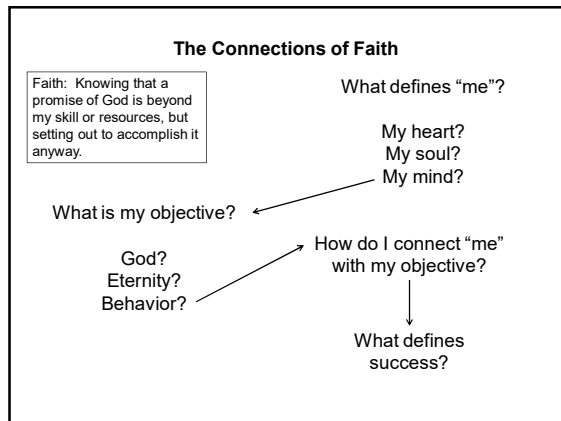 The Connections of Faith
Faith: Knowing that a
promise of God is beyond
my skill or resources, but
setting out to accomplish it
anyway.
What defines “me”?
My heart?
My soul?
My mind?
What is my objective?
God?
Eternity?
Behavior?
How do I connect “me”
with my objective?
What defines
success?